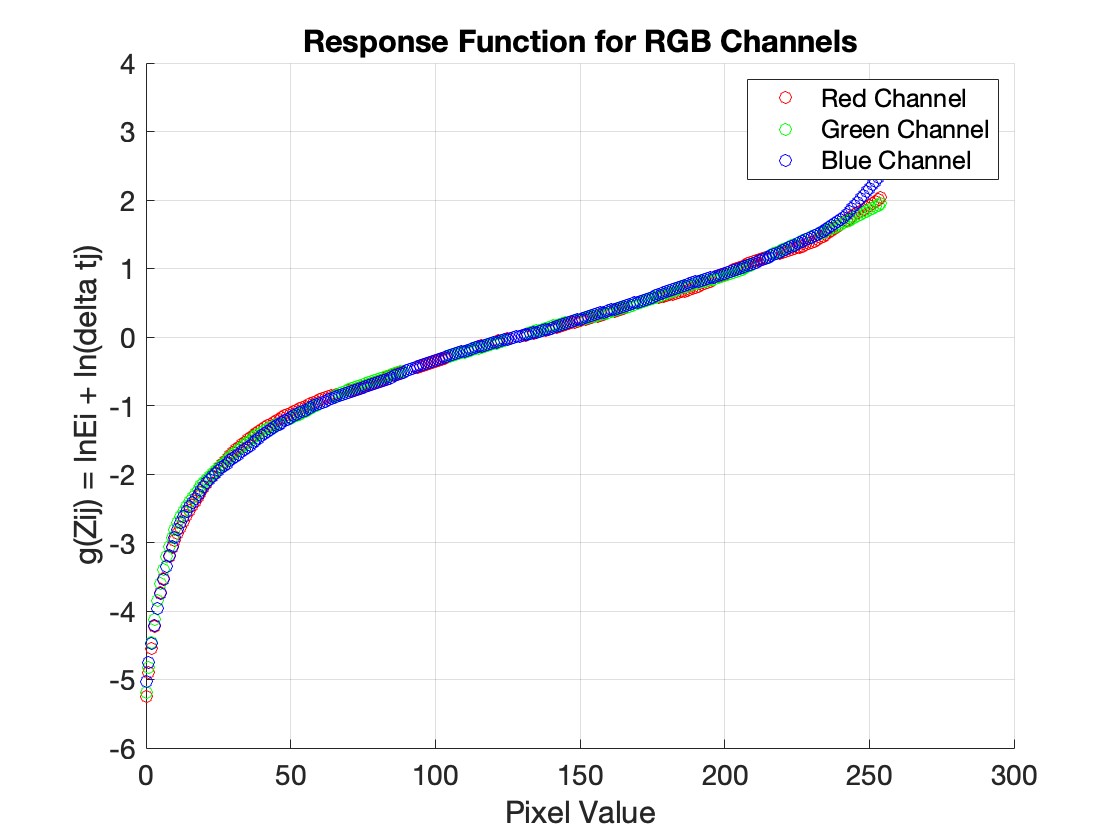 Response Function for RGB Channels
4
3
2
1
0
-1
-2
-3
-4
-5
-6
g(Zij) = lnEi + ln(delta tj)
Red Channel
Green Channel
Blue Channel
0 50 100 150 200 250 300
Pixel Value